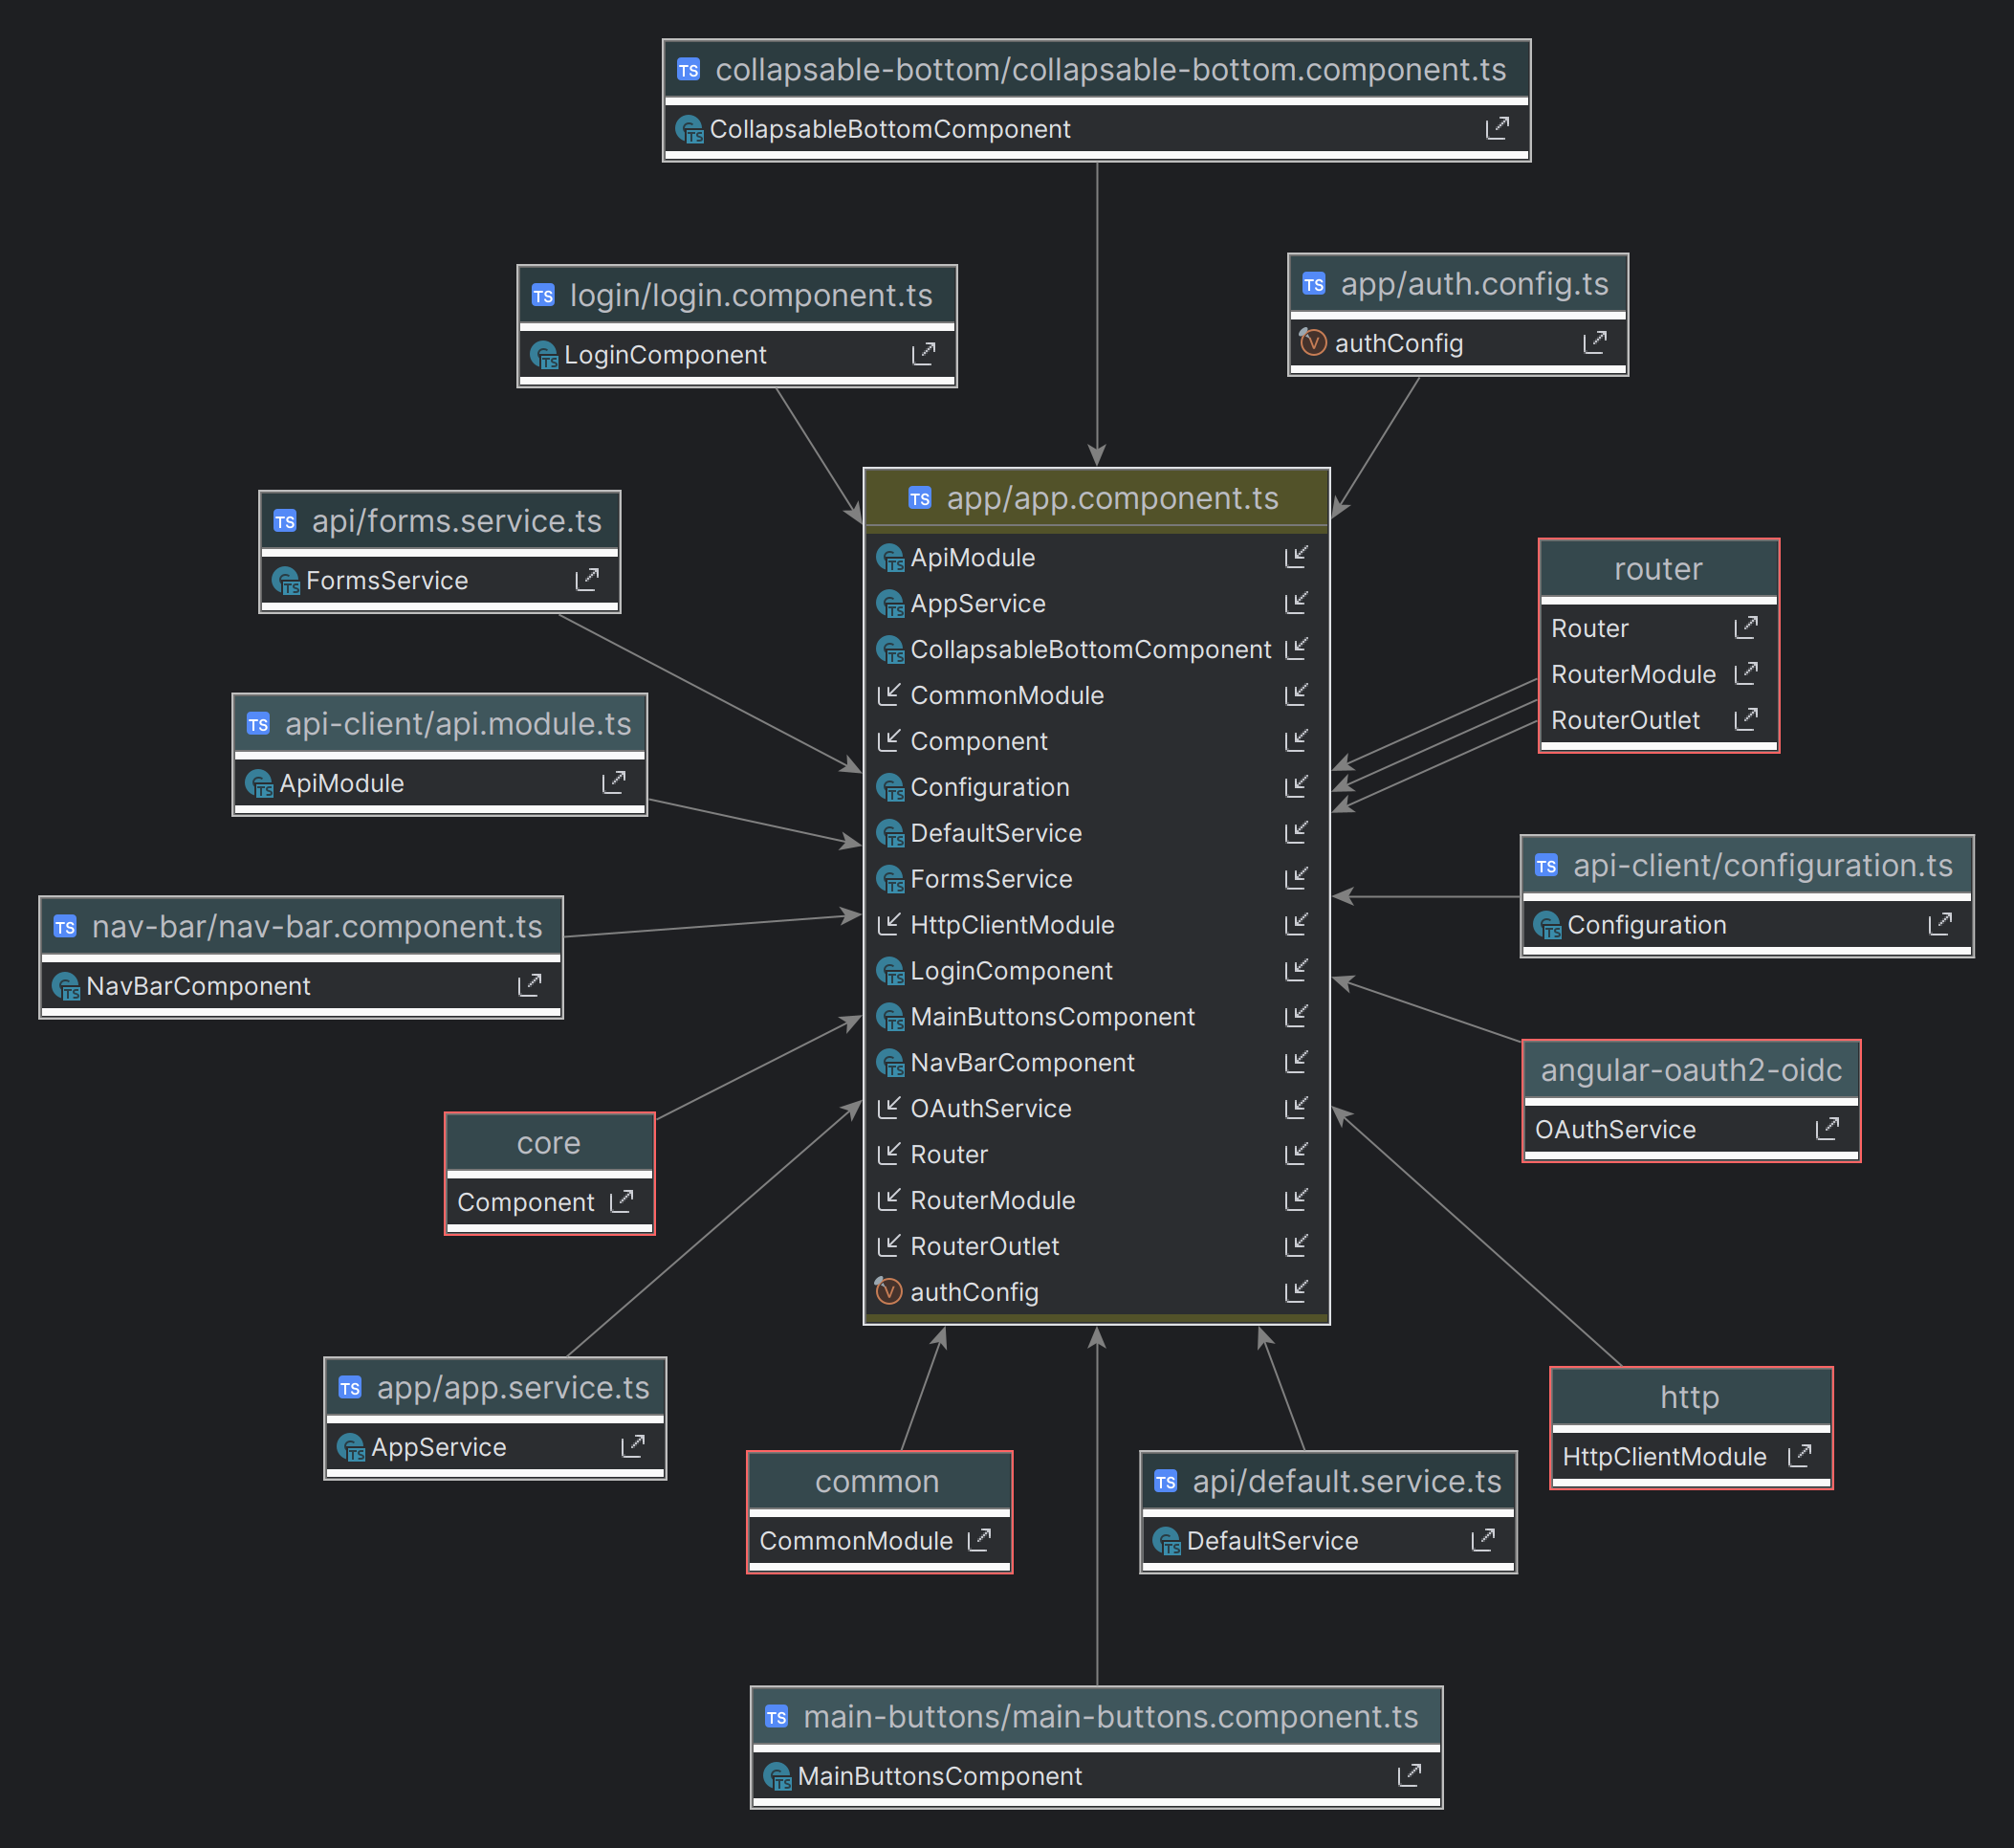 TS collapsable-bottom/collapsable-bottom.component.ts
CollapsableBottomComponent
TS login/login.component.ts
LoginComponent
TS app/auth.config.ts
authConfig
TS api/forms.service.ts
FormsService
TS api-client/api.module.ts
ApiModule
TS nav-bar/nav-bar.component.ts
NavBarComponent
core
Component
TS app/app.service.ts
AppService
TS app/app.component.ts
ApiModule
AppService
CollapsableBottomComponent
CommonModule
Component
Configuration
DefaultService
FormsService
HttpClientModule
LoginComponent
MainButtonsComponent
NavBarComponent
OAuthService
Router
RouterModule
RouterOutlet
authConfig
router
Router
RouterModule
RouterOutlet
TS api-client/configuration.ts
Configuration
angular-oauth2-oidc
OAuthService
http
HttpClientModule
common
CommonModule
TS api/default.service.ts
DefaultService
TS main-buttons/main-buttons.component.ts
MainButtonsComponent